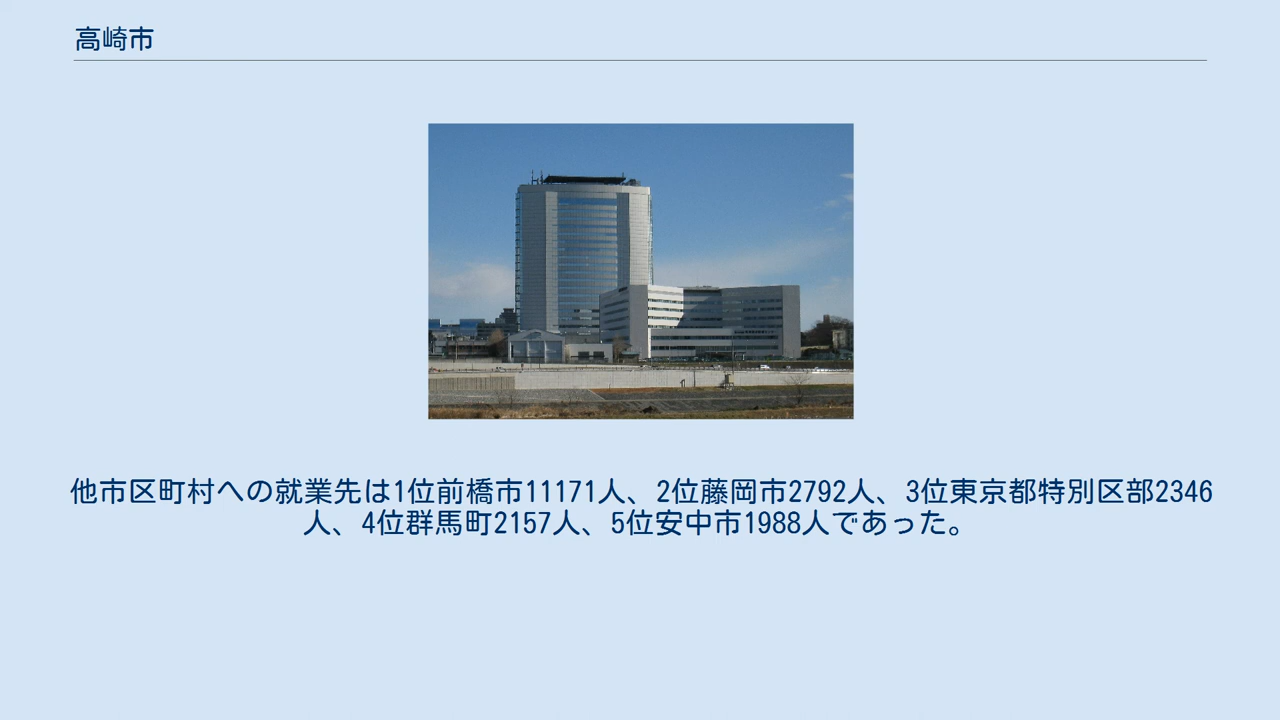 高崎市
他市区町村への就業先は1位前橋市11171人、2位藤岡市2792人、3位東京都特別区部2346
人、4位群馬町2157人、5位安中市1988人であった。